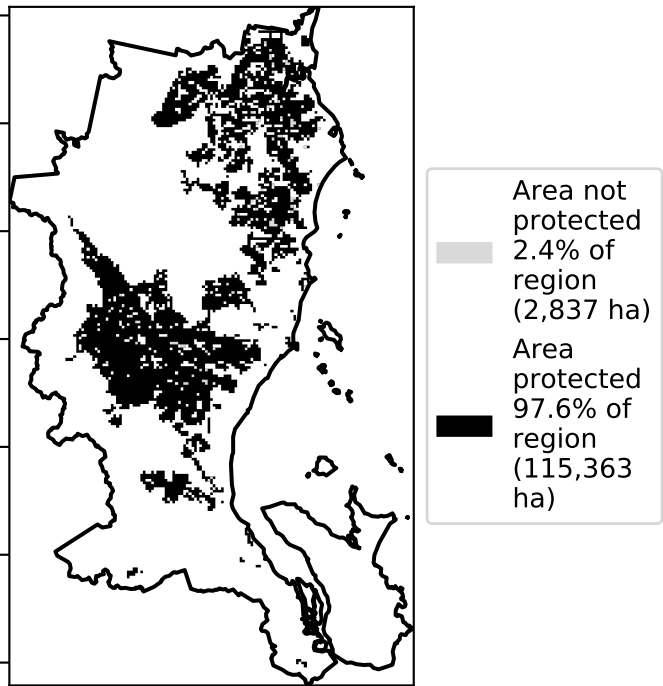 Area not
protected
2.4% of
region
(2,837 ha)
Area
protected
97.6% of
region
(115,363
ha)